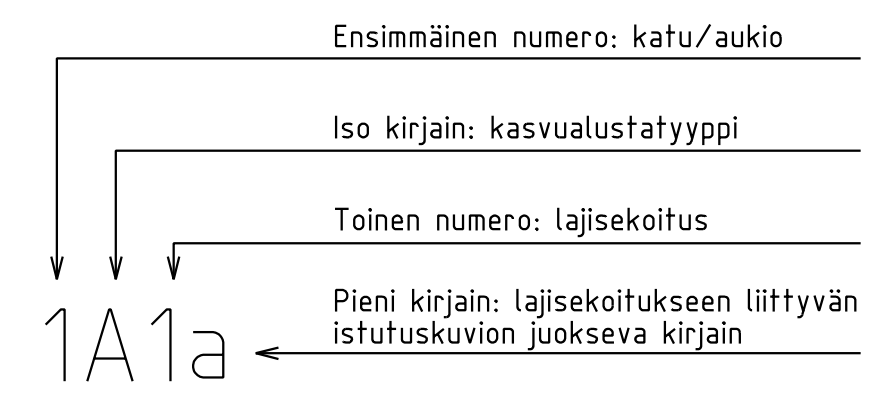 Ensimmäinen numero: katu/aukio
Iso kirjain: kasvualustatyyppi
Toinen numero: lajisekoitus
Pieni kirjain: lajisekoitukseen liittyvän
istutuskuvion juokseva kirjain
1A1a